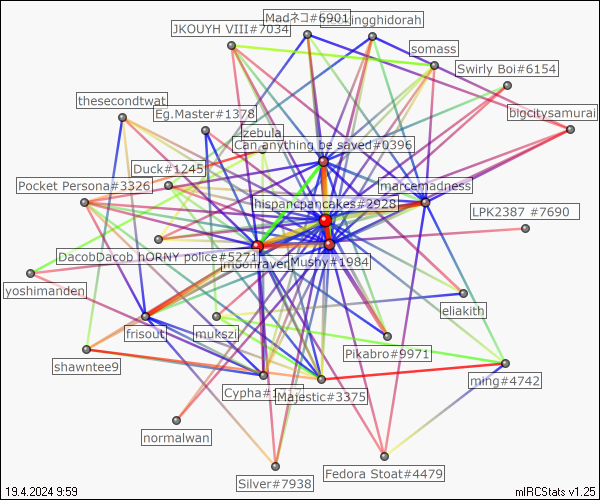 Madネコ#6901
kingghidorah
JKOUYH VIII#7034
somass
Swirly Boi#6154
thesecondtwat
Eg.Master#1378
bigcitysamurai
zebula
Can anything be saved#0396
Duck#1245
Pocket Persona#3326
marcemadness
hispancpancakes#2928
LPK2387 #7690
DacobDacob hORNY police#5271
moonraven
Mushy#1984
yoshimanden
eliakith
frisout
mukszi
Pikabro#9971
shawntee9
ming#4742
Majestic#3375
normalwan
Fedora Stoat#4479
Silver#7938
19.4.2024 9:59
mIRCStats v1.25